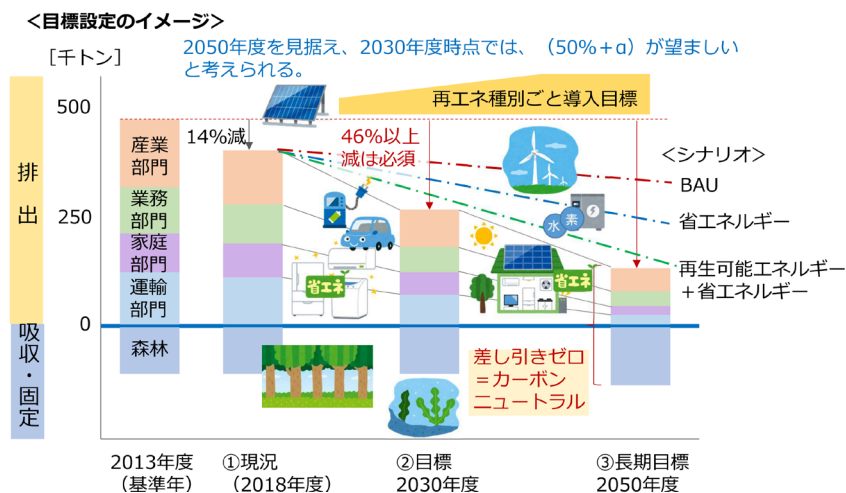 <目標設定のイメージ>
2050年度を見据え、2030年度時点では、（50%＋α）が望ましい
と考えられる。
［千トン］
再エネ種別ごと導入目標
500
250
0
排出
吸収・固定
産業
部門
業務
部門
家庭
部門
運輸
部門
森林
14%減
46%以上
減は必須
省エネ
水素
省エネ
<シナリオ>
BAU
省エネルギー
再生可能エネルギー
＋省エネルギー
差し引きゼロ
＝カーボン
ニュートラル
2013年度
（基準年）
①現況
（2018年度）
②目標
2030年度
③長期目標
2050年度